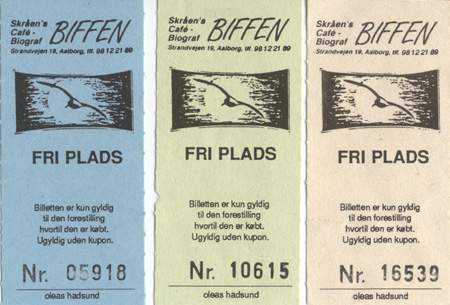 Skråen's
Café -
Biograf BIFFEN
Strandvejen 19, Aalborg, tlf. 98 12 21 89
FRI PLADS
Billetten er kun gyldig
til den forestilling
hvortil den er købt.
Ugyldig uden kupon.
Nr. 05918
oleas hadsund
Skråen's
Café -
Biograf BIFFEN
Strandvejen 19, Aalborg, tlf. 98 12 21 89
FRI PLADS
Billetten er kun gyldig
til den forestilling
hvortil den er købt.
Ugyldig uden kupon.
Nr. 10615
oleas hadsund
Skråen's
Café -
Biograf BIFFEN
Strandvejen 19, Aalborg, tlf. 98 12 21 89
FRI PLADS
Billetten er kun gyldig
til den forestilling
hvortil den er købt.
Ugyldig uden kupon.
Nr. 16539
oleas hadsund